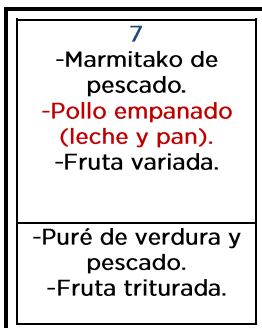 7
-Marmitako de
pescado.
-Pollo empanado
(leche y pan).
-Fruta variada.
-Puré de verdura y
pescado.
-Fruta triturada.